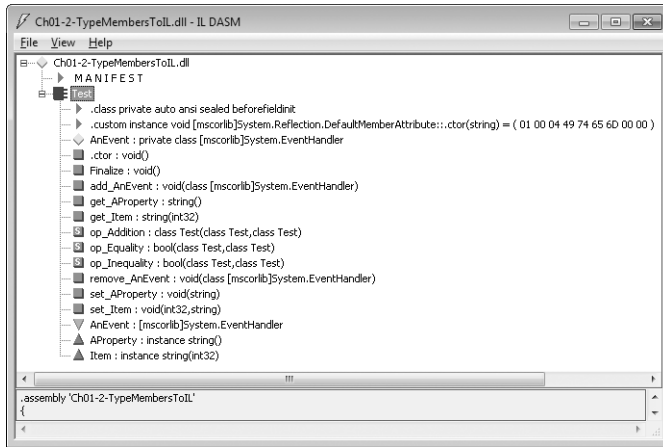 Ch01-2-TypeMembersToIL.dll - IL DASM
File View Help
Ch01-2-TypeMembersToIL.dll
MANIFEST
Test
.class private auto ansi sealed beforefieldinit
.custom instance void [mscorlib]System.Reflection.DefaultMemberAttribute::.ctor(string) = ( 01 00 04 49 74 65 6D 00 00 )
AnEvent : private class [mscorlib]System.EventHandler
.ctor : void()
Finalize : void()
add_AnEvent : void(class [mscorlib]System.EventHandler)
get_AProperty : string()
get_Item : string(int32)
S op_Addition : class Test(class Test,class Test)
S op_Equality : bool(class Test,class Test)
S op_Inequality : bool(class Test,class Test)
remove_AnEvent : void(class [mscorlib]System.EventHandler)
set_AProperty : void(string)
set_Item : void(int32,string)
AnEvent : [mscorlib]System.EventHandler
AProperty : instance string()
Item : instance string(int32)
.assembly 'Ch01-2-TypeMembersToIL'
{